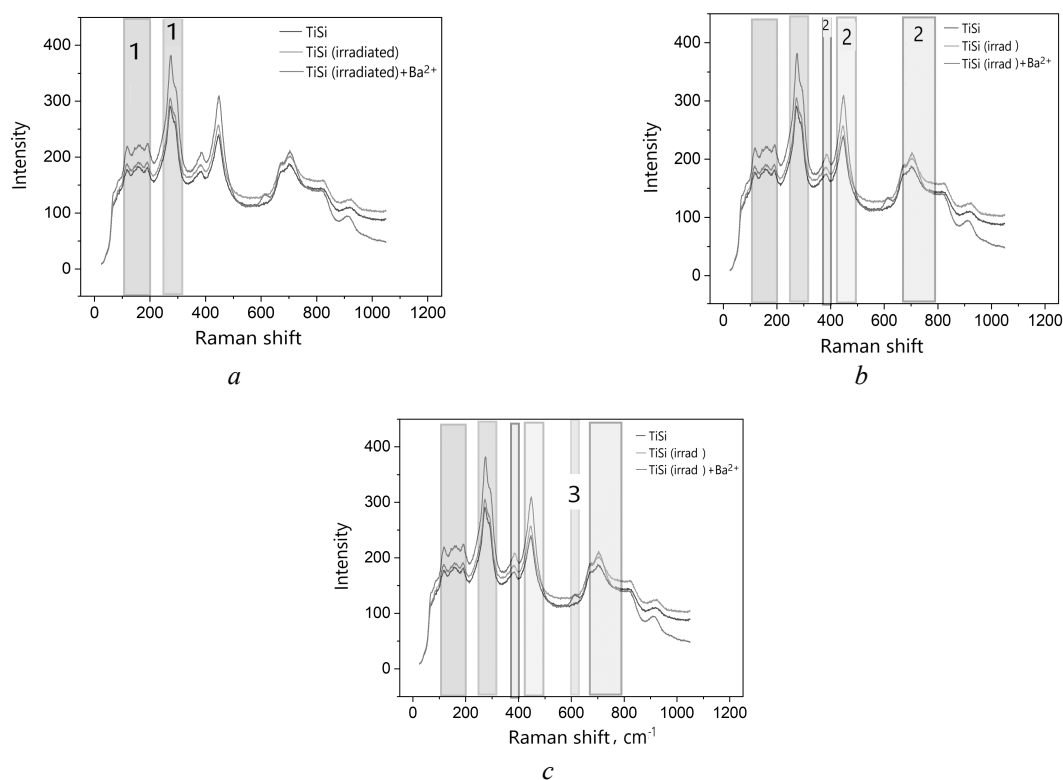 1
1
TiSi
TiSi (irradiated)
TiSi (irradiated)+Ba²⁺
400
300
200
100
0
Intensity
0 200 400 600 800 1000 1200
Raman shift
a
2
2
2
TiSi
TiSi (irrad )
TiSi (irrad )+Ba²⁺
400
300
200
100
0
Intensity
0 200 400 600 800 1000 1200
Raman shift
b
TiSi
TiSi (irrad )
TiSi (irrad )+Ba²⁺
3
400
300
200
100
0
Intensity
0 200 400 600 800 1000 1200
Raman shift, cm⁻¹
c